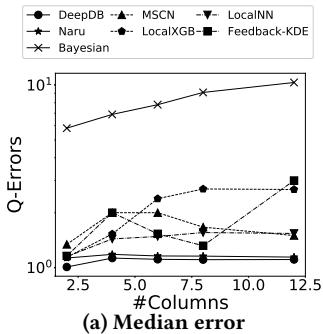 DeepDB MSCN LocalNN
Naru LocalXGB Feedback-KDE
Bayesian
10¹
Q-Errors
10⁰
2.5 5.0 7.5 10.0 12.5
#Columns
(a) Median error